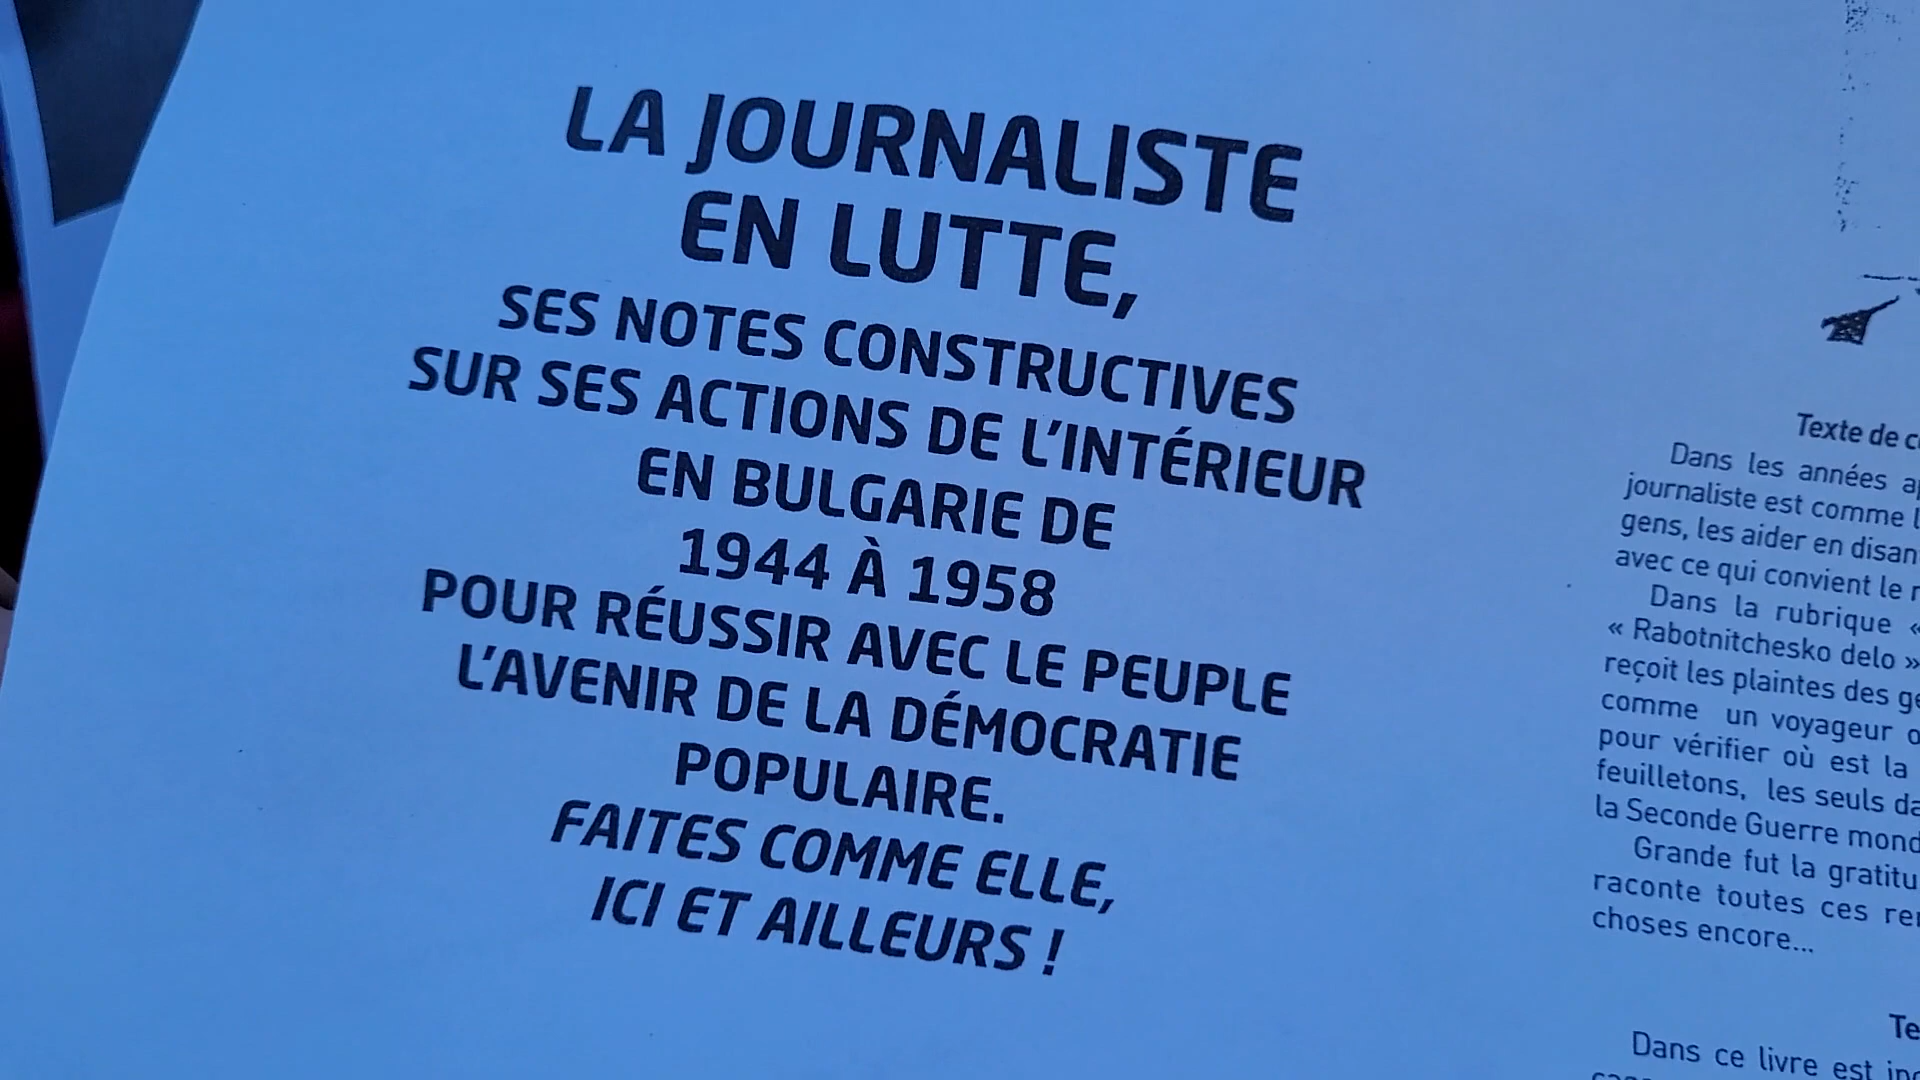 LA JOURNALISTE
EN LUTTE,
SES NOTES CONSTRUCTIVES
SUR SES ACTIONS DE L'INTÉRIEUR
EN BULGARIE DE
1944 À 1958
POUR RÉUSSIR AVEC LE PEUPLE
L'AVENIR DE LA DÉMOCRATIE
POPULAIRE.
FAITES COMME ELLE,
ICI ET AILLEURS !
Texte de
Dans les années
journaliste est comme
gens, les aider en
avec ce qui convient le
Dans la rubrique «
« Rabotnitchesko delo »
reçoit les plaintes des
comme un voyageur
pour vérifier où est la
feuilletons, les seuls
la Seconde Guerre
Grande fut la
raconte toutes ces
choses encore...
Dans ce livre est